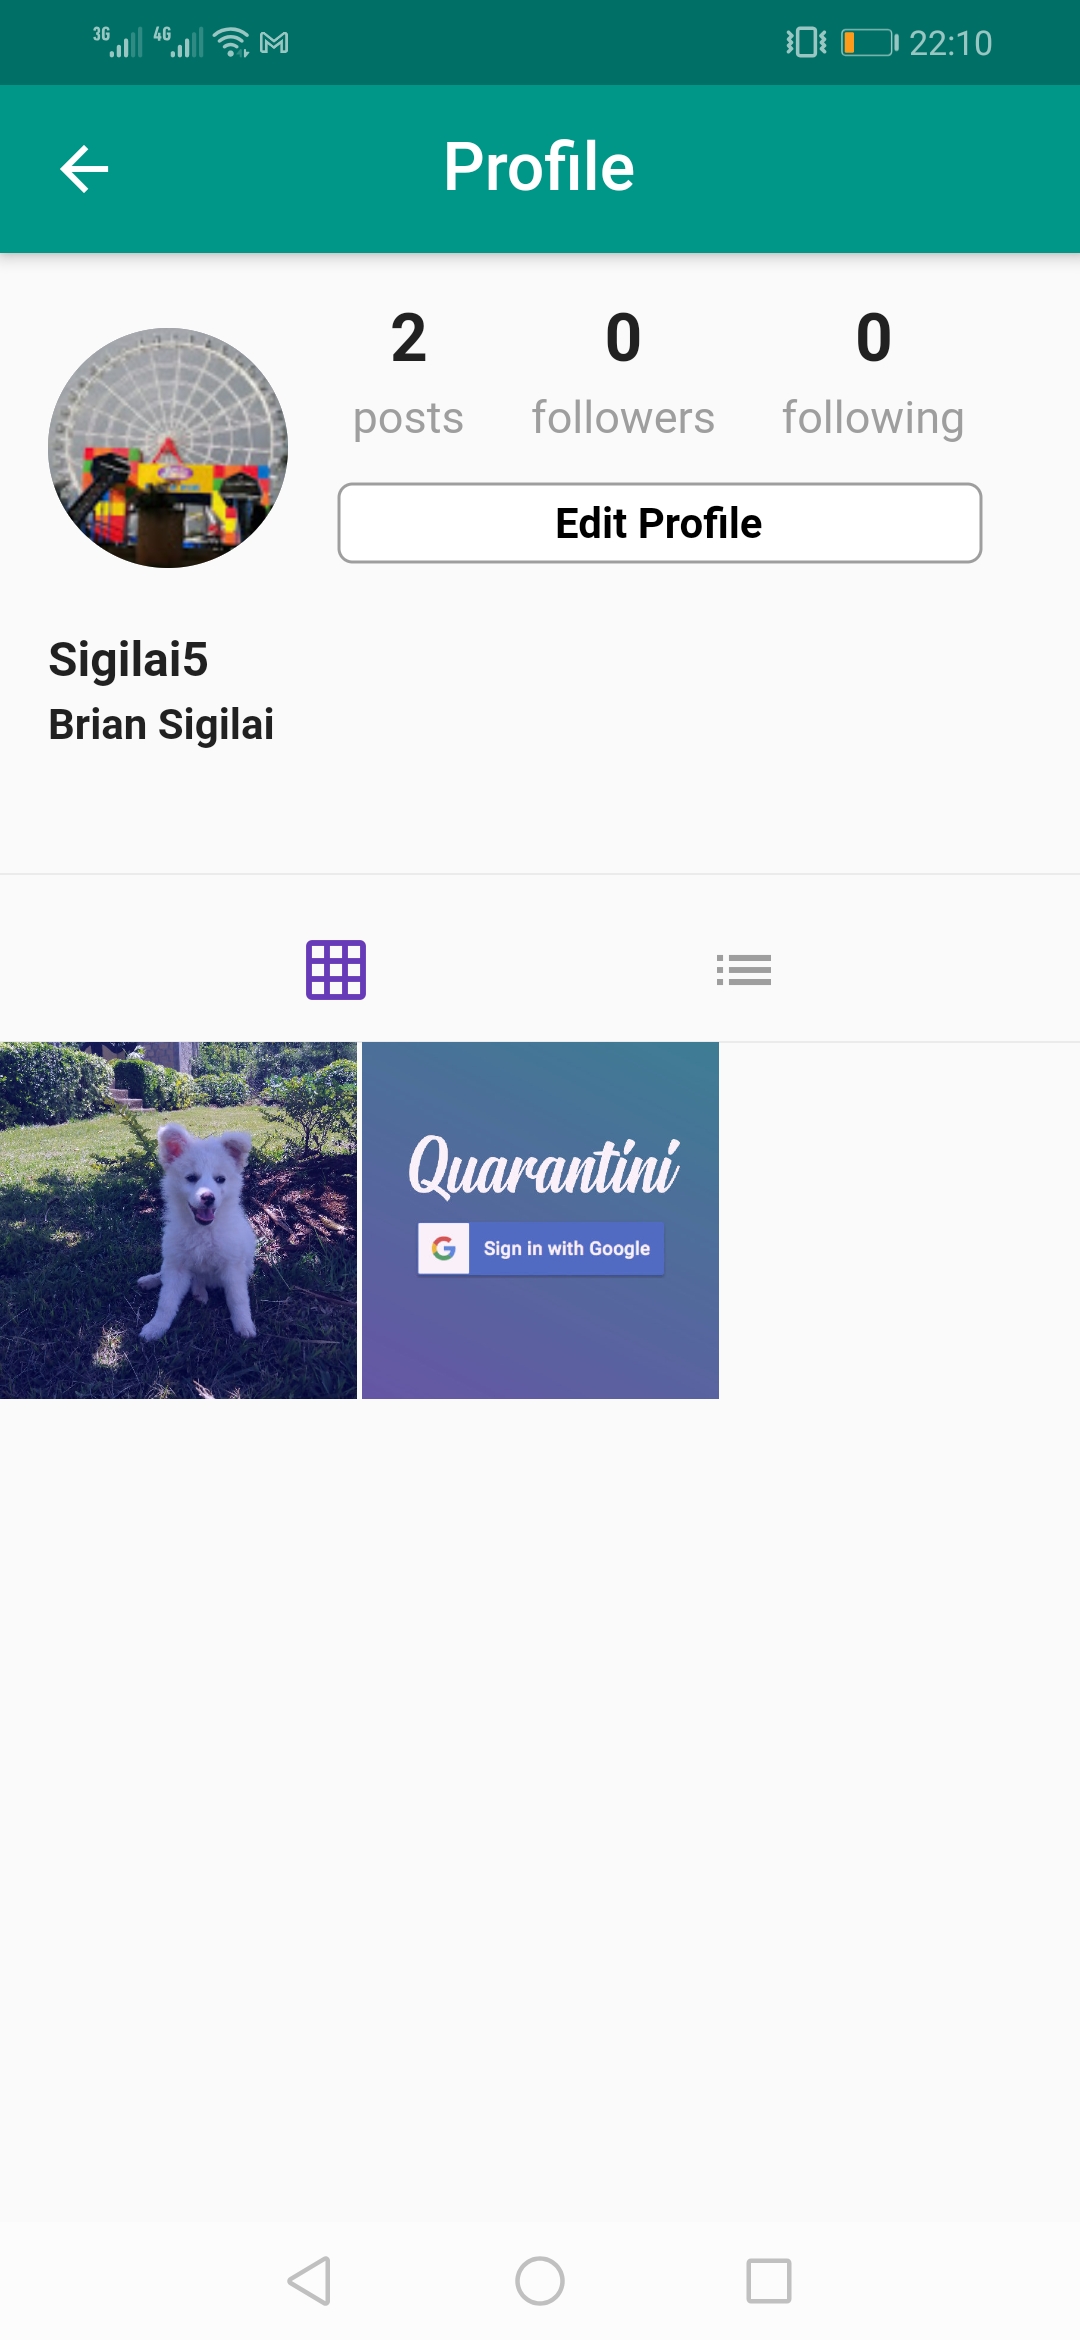 3G 4G 22:10
Profile
2 0 0
posts followers following
Edit Profile
Sigilai5
Brian Sigilai
Quarantini
G Sign in with Google